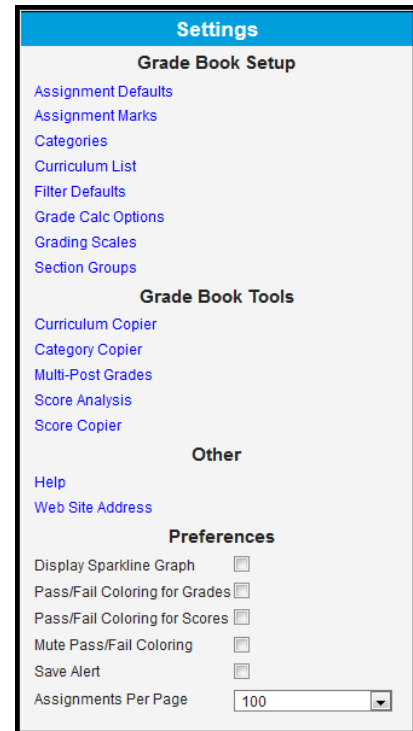 Settings
Grade Book Setup
Assignment Defaults
Assignment Marks
Categories
Curriculum List
Filter Defaults
Grade Calc Options
Grading Scales
Section Groups
Grade Book Tools
Curriculum Copier
Category Copier
Multi-Post Grades
Score Analysis
Score Copier
Other
Help
Web Site Address
Preferences
Display Sparkline Graph
Pass/Fail Coloring for Grades
Pass/Fail Coloring for Scores
Mute Pass/Fail Coloring
Save Alert
Assignments Per Page 100